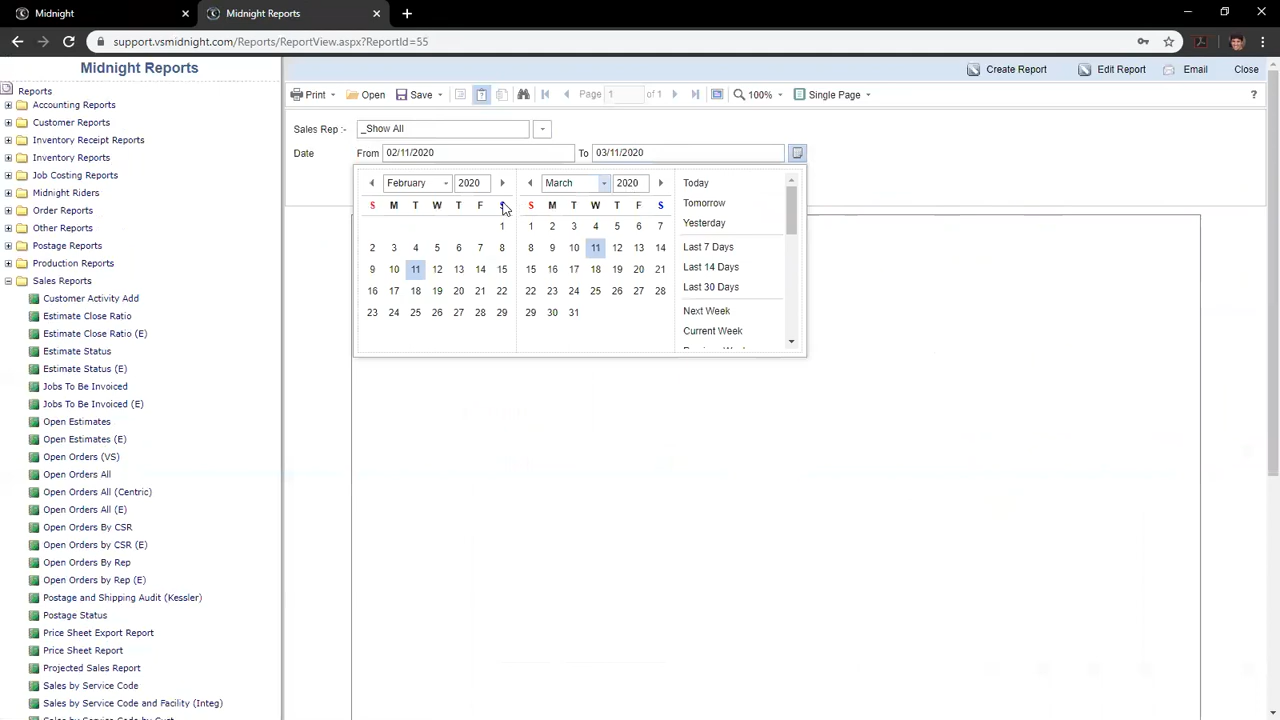 Midnight
Midnight Reports
support.vsmidnight.com/Reports/ReportView.aspx?ReportId=55
Midnight Reports
Reports
Accounting Reports
Customer Reports
Inventory Receipt Reports
Inventory Reports
Job Costing Reports
Midnight Riders
Order Reports
Other Reports
Postage Reports
Production Reports
Sales Reports
Customer Activity Add
Estimate Close Ratio
Estimate Close Ratio (E)
Estimate Status
Estimate Status (E)
Jobs To Be Invoiced
Jobs To Be Invoiced (E)
Open Estimates
Open Estimates (E)
Open Orders (VS)
Open Orders All
Open Orders All (Centric)
Open Orders All (E)
Open Orders By CSR
Open Orders by CSR (E)
Open Orders By Rep
Open Orders by Rep (E)
Postage and Shipping Audit (Kessler)
Postage Status
Price Sheet Export Report
Price Sheet Report
Projected Sales Report
Sales by Service Code
Sales by Service Code and Facility (Integ)
Sales by Service Code by Cust
Create Report Edit Report Email Close
Print Open Save Page 1 of 1 100% Single Page ?
Sales Rep :- _Show All
Date From 02/11/2020 To 03/11/2020
February 2020 March 2020
S M T W T F S S M T W T F S
1 1 2 3 4 5 6 7
2 3 4 5 6 7 8 8 9 10 11 12 13 14
9 10 11 12 13 14 15 15 16 17 18 19 20 21
16 17 18 19 20 21 22 22 23 24 25 26 27 28
23 24 25 26 27 28 29 29 30 31
Today
Tomorrow
Yesterday
Last 7 Days
Last 14 Days
Last 30 Days
Next Week
Current Week